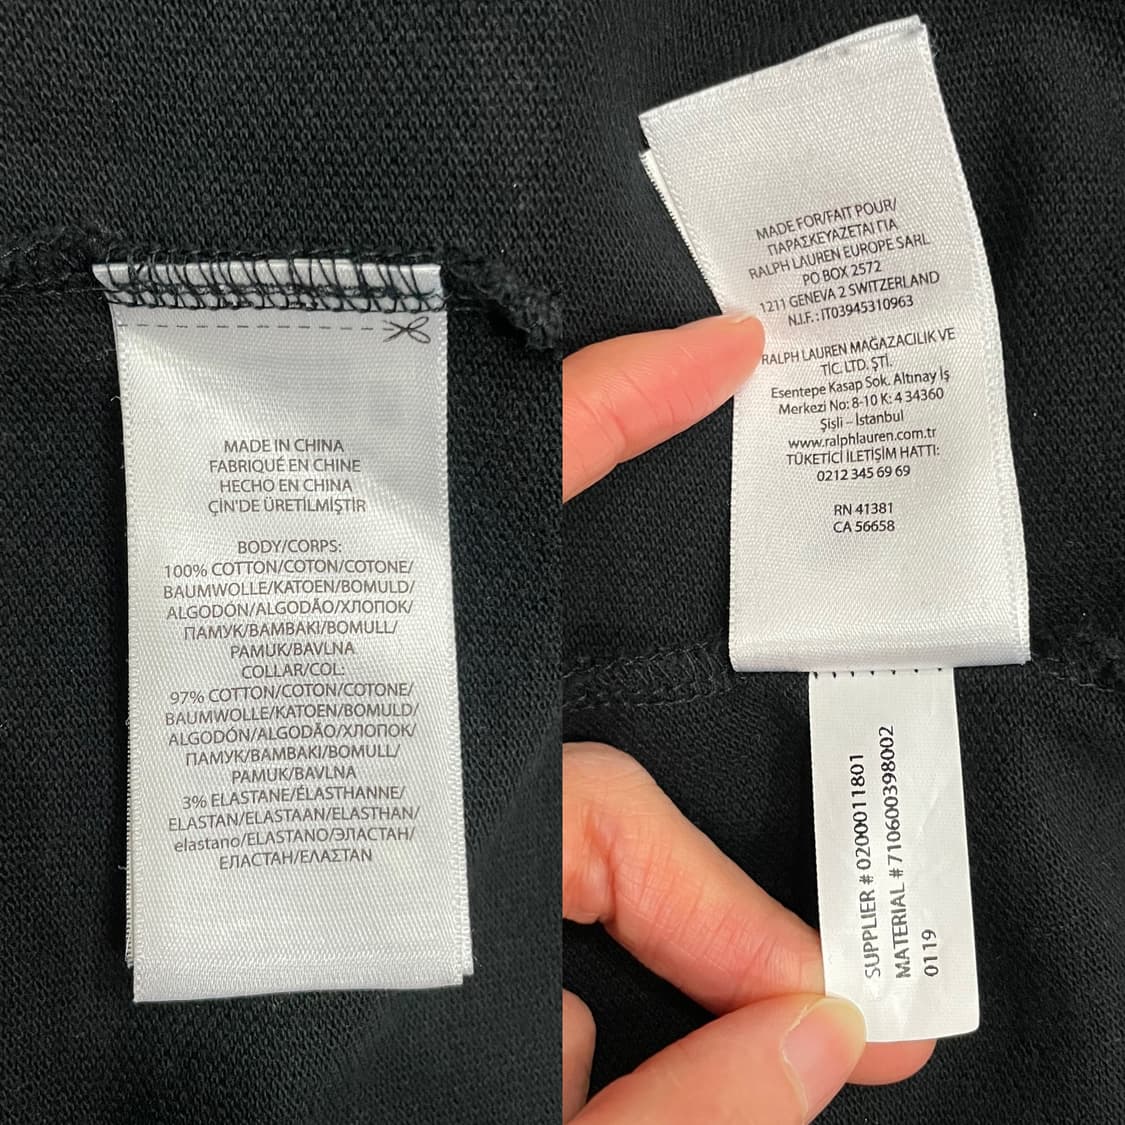 MADE IN CHINA
FABRIQUÉ EN CHINE
HECHO EN CHINA
ÇİN'DE ÜRETİLMİŞTİR
BODY/CORPS:
100% COTTON/COTON/COTONE/
BAUMWOLLE/KATOEN/BOMULD/
ALGODÓN/ALGODÃO/ХЛОПОК/
ПАМУК/BAMBAKI/BOMULL/
PAMUK/BAVLNA
COLLAR/COL:
97% COTTON/COTON/COTONE/
BAUMWOLLE/KATOEN/BOMULD/
ALGODÓN/ALGODÃO/ХЛОПОК/
ПАМУК/BAMBAKI/BOMULL/
PAMUK/BAVLNA
3% ELASTANE/ÉLASTHANNE/
ELASTAN/ELASTAAN/ELASTHAN/
elastano/ELASTANO/ЭЛАСТАН/
ЕЛАСТАН/ΕΛΑΣΤΑΝ
MADE FOR/FAIT POUR/
ΠΑΡΑΣΚΕΥΑΖΕΤΑΙ ΓΙΑ
RALPH LAUREN EUROPE SARL
PO BOX 2572
1211 GENEVA 2 SWITZERLAND
N.I.F.: IT03945310963
RALPH LAUREN MAĞAZACILIK VE
TİC. LTD. ŞTİ.
Esentepe Kasap Sok. Altınay İş
Merkezi No: 8-10 K: 4 34360
Şişli – İstanbul
www.ralphlauren.com.tr
TÜKETİCİ İLETİŞİM HATTI:
0212 345 69 69
RN 41381
CA 56658
SUPPLIER # 0200011801
MATERIAL # 710600398002
0119